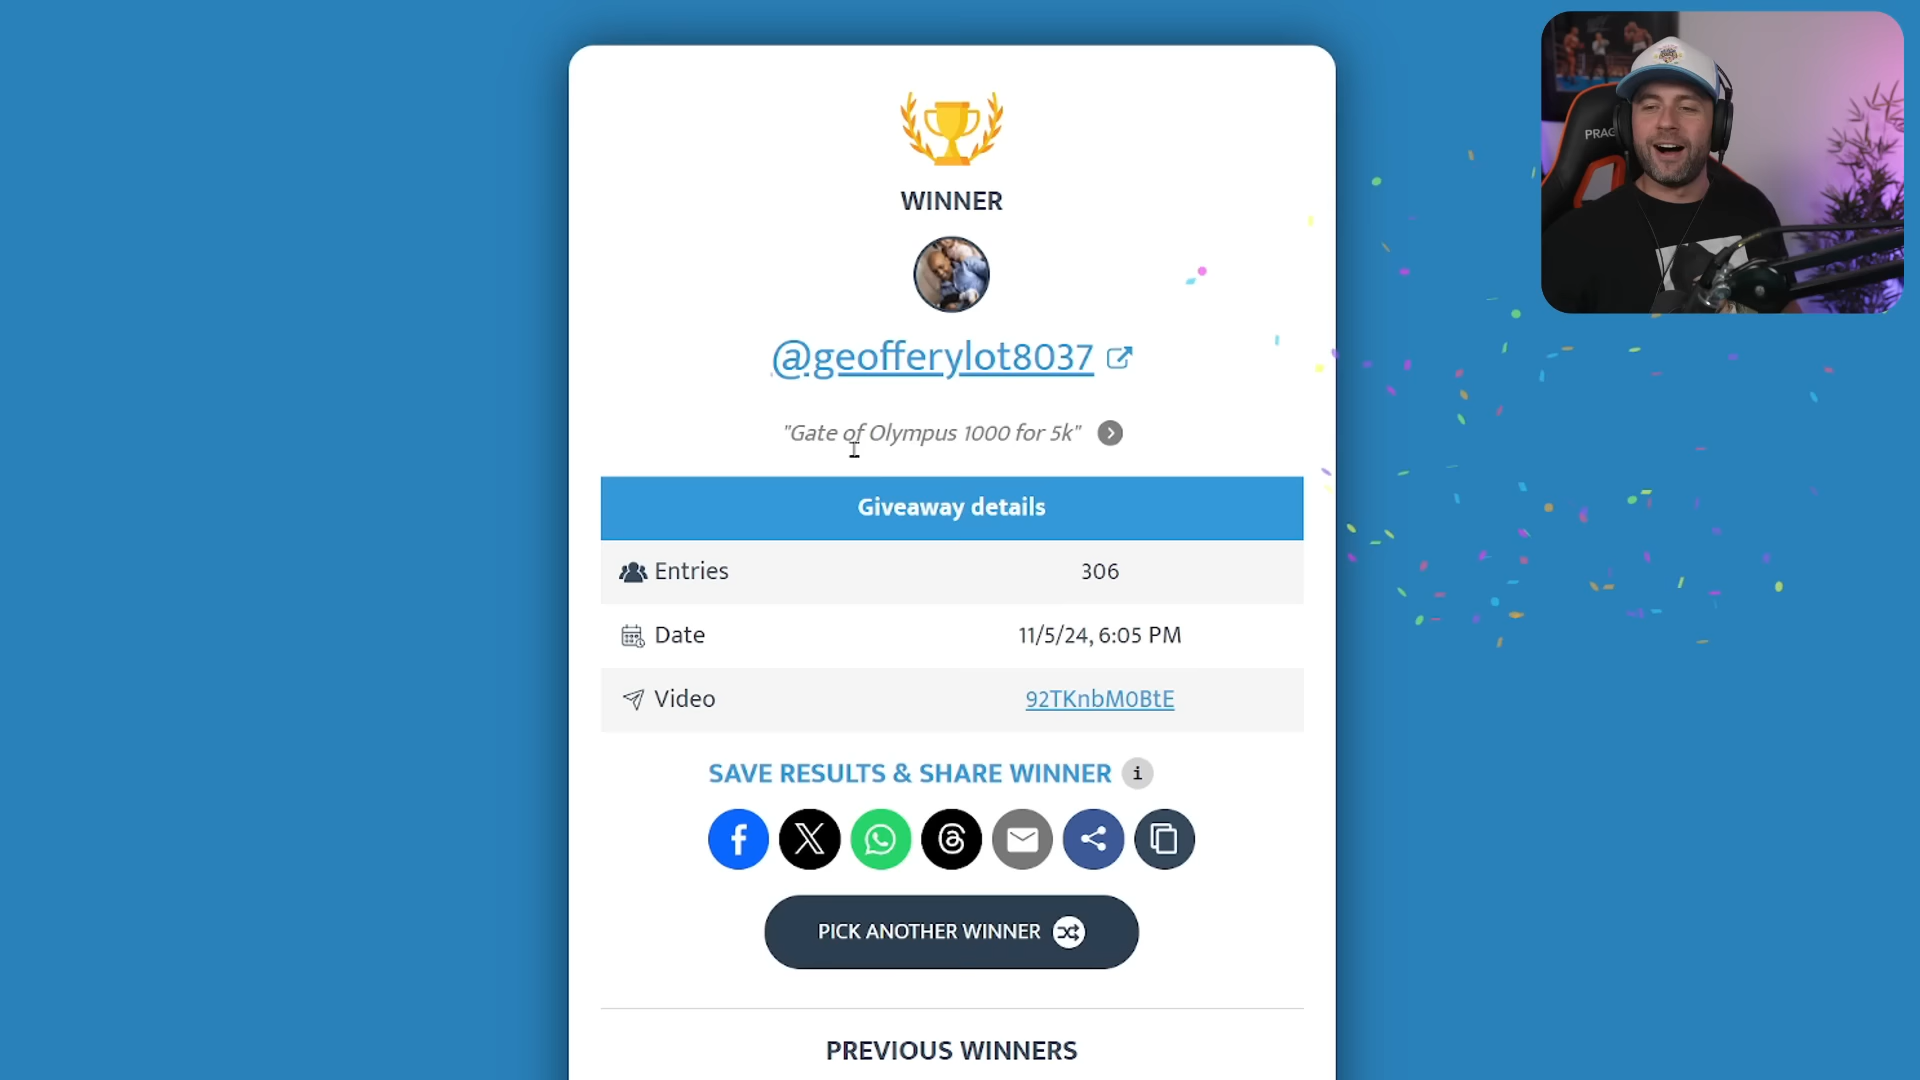 WINNER
@geofferylot8037
"Gate of Olympus 1000 for 5k"
Giveaway details
Entries 306
Date 11/5/24, 6:05 PM
Video 92TKnbM0BtE
SAVE RESULTS & SHARE WINNER i
PICK ANOTHER WINNER
PREVIOUS WINNERS
PRAG